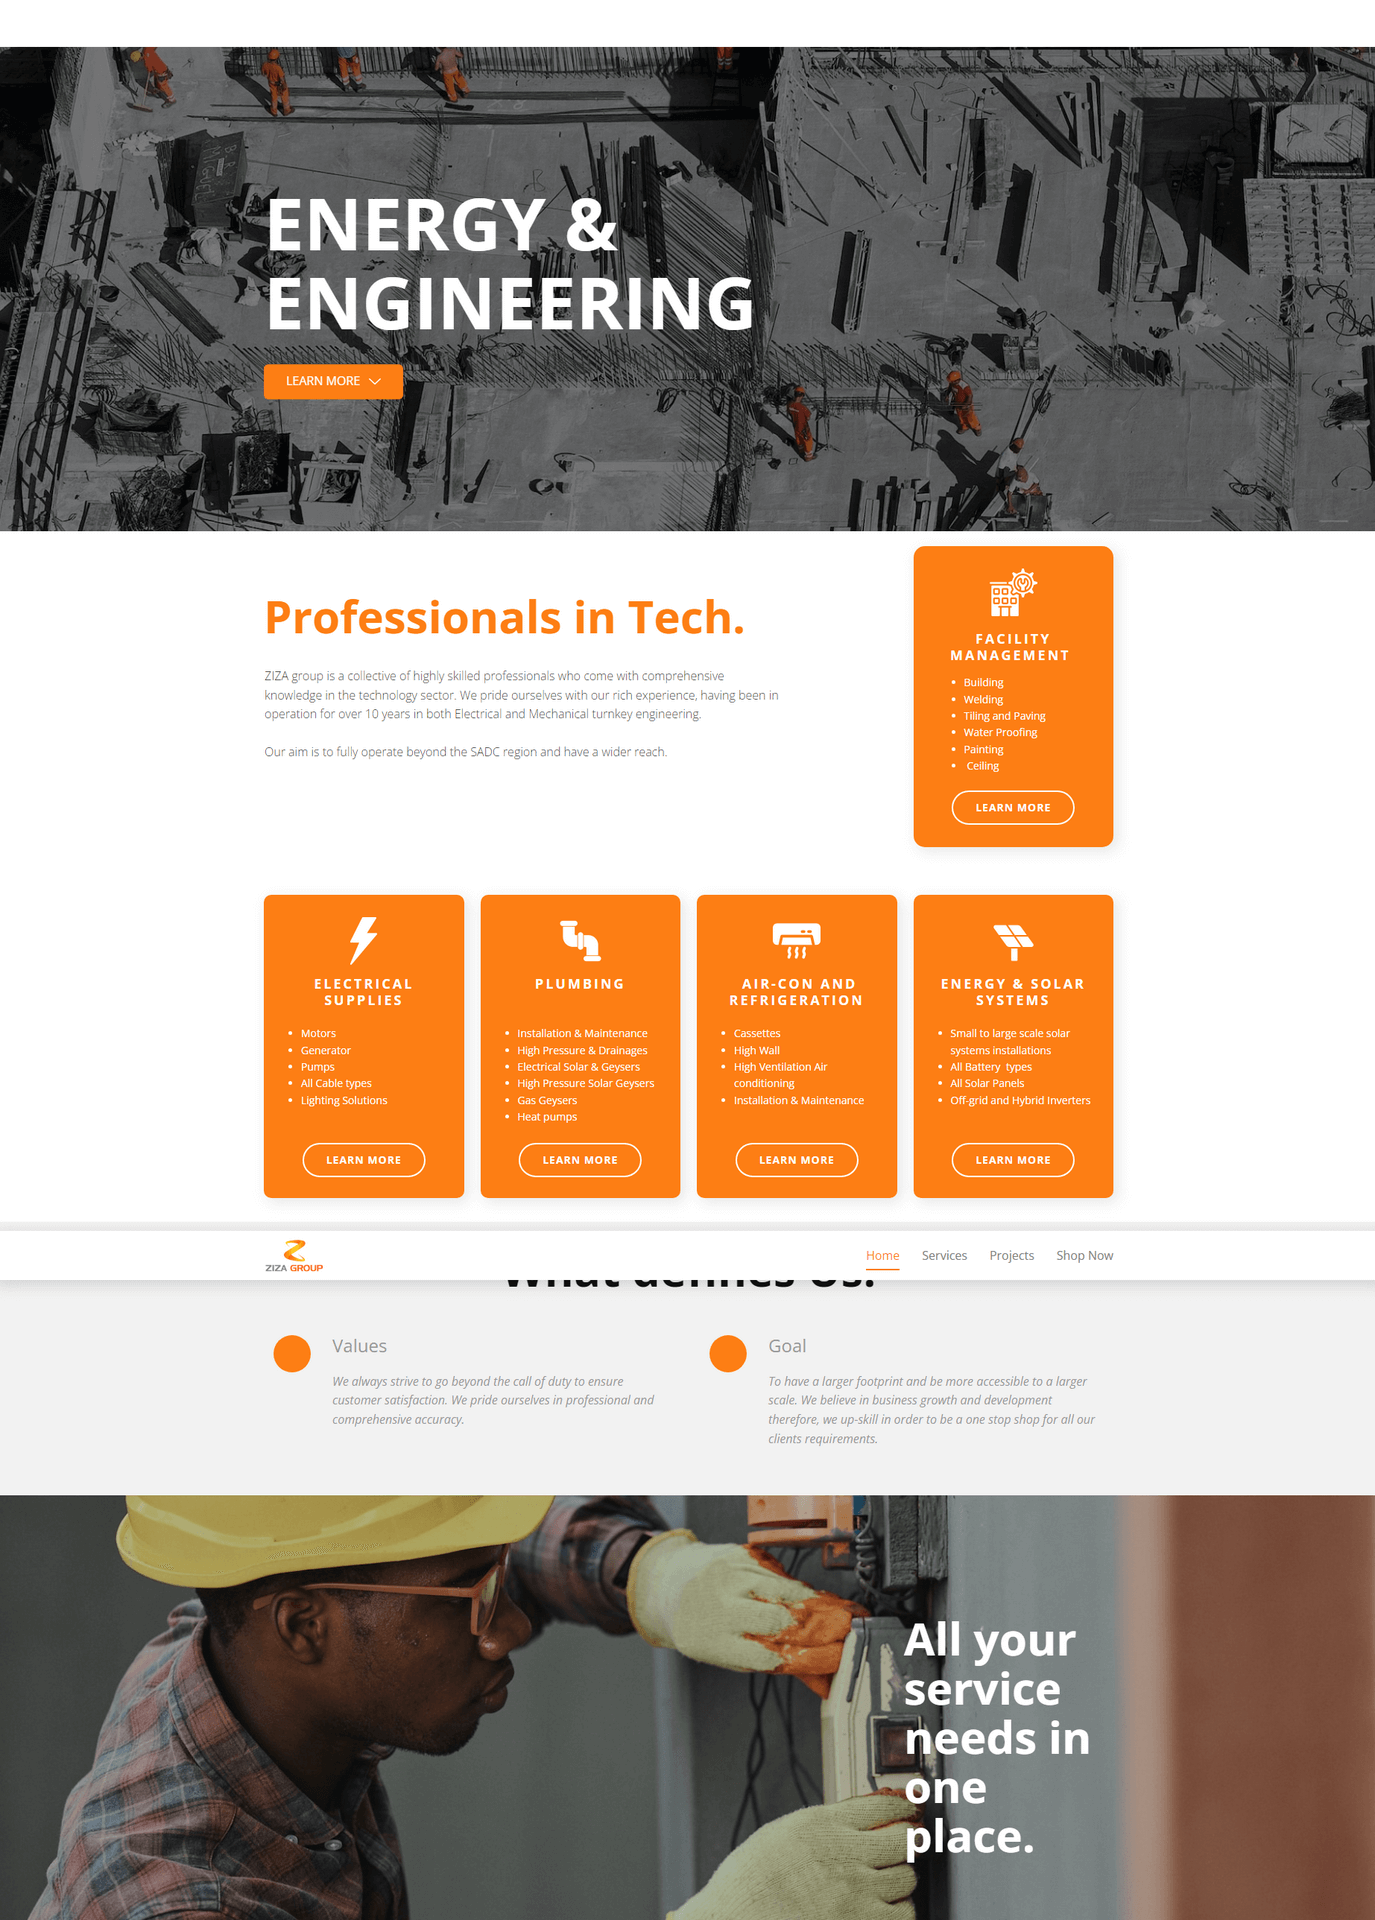 ENERGY &
ENGINEERING
LEARN MORE
Professionals in Tech.
ZIZA group is a collective of highly skilled professionals who come with comprehensive
knowledge in the technology sector. We pride ourselves with our rich experience, having been in
operation for over 10 years in both Electrical and Mechanical turnkey engineering.
Our aim is to fully operate beyond the SADC region and have a wider reach.
FACILITY
MANAGEMENT
• Building
• Welding
• Tiling and Paving
• Water Proofing
• Painting
• Ceiling
LEARN MORE
ELECTRICAL
SUPPLIES
• Motors
• Generator
• Pumps
• All Cable types
• Lighting Solutions
LEARN MORE
PLUMBING
• Installation & Maintenance
• High Pressure & Drainages
• Electrical Solar & Geysers
• High Pressure Solar Geysers
• Gas Geysers
• Heat pumps
LEARN MORE
AIR-CON AND
REFRIGERATION
• Cassettes
• High Wall
• High Ventilation Air
conditioning
• Installation & Maintenance
LEARN MORE
ENERGY & SOLAR
SYSTEMS
• Small to large scale solar
systems installations
• All Battery types
• All Solar Panels
• Off-grid and Hybrid Inverters
LEARN MORE
ZIZA GROUP
Home
Services
Projects
Shop Now
What defines Us.
Values
We always strive to go beyond the call of duty to ensure
customer satisfaction. We pride ourselves in professional and
comprehensive accuracy.
Goal
To have a larger footprint and be more accessible to a larger
scale. We believe in business growth and development
therefore, we up-skill in order to be a one stop shop for all our
clients requirements.
All your
service
needs in
one
place.